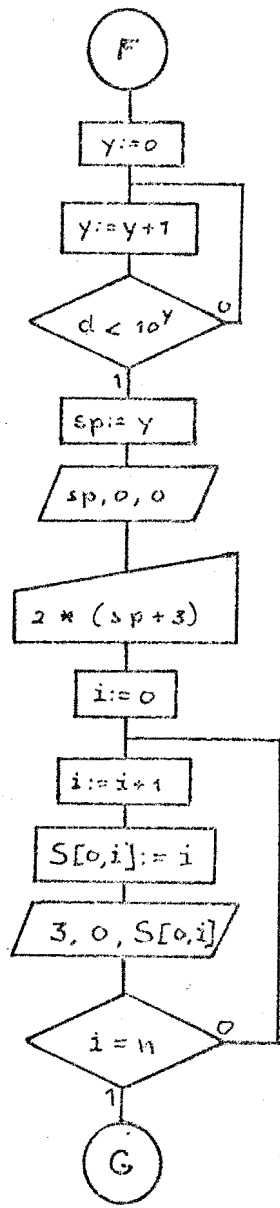 F
y:=0
y:=y+1
d < 10^y
0
1
sp:= y
sp, 0, 0
2 * (sp+3)
i:=0
i:=i+1
S[0,i]:= i
3, 0, S[0,i]
i = n
0
1
G